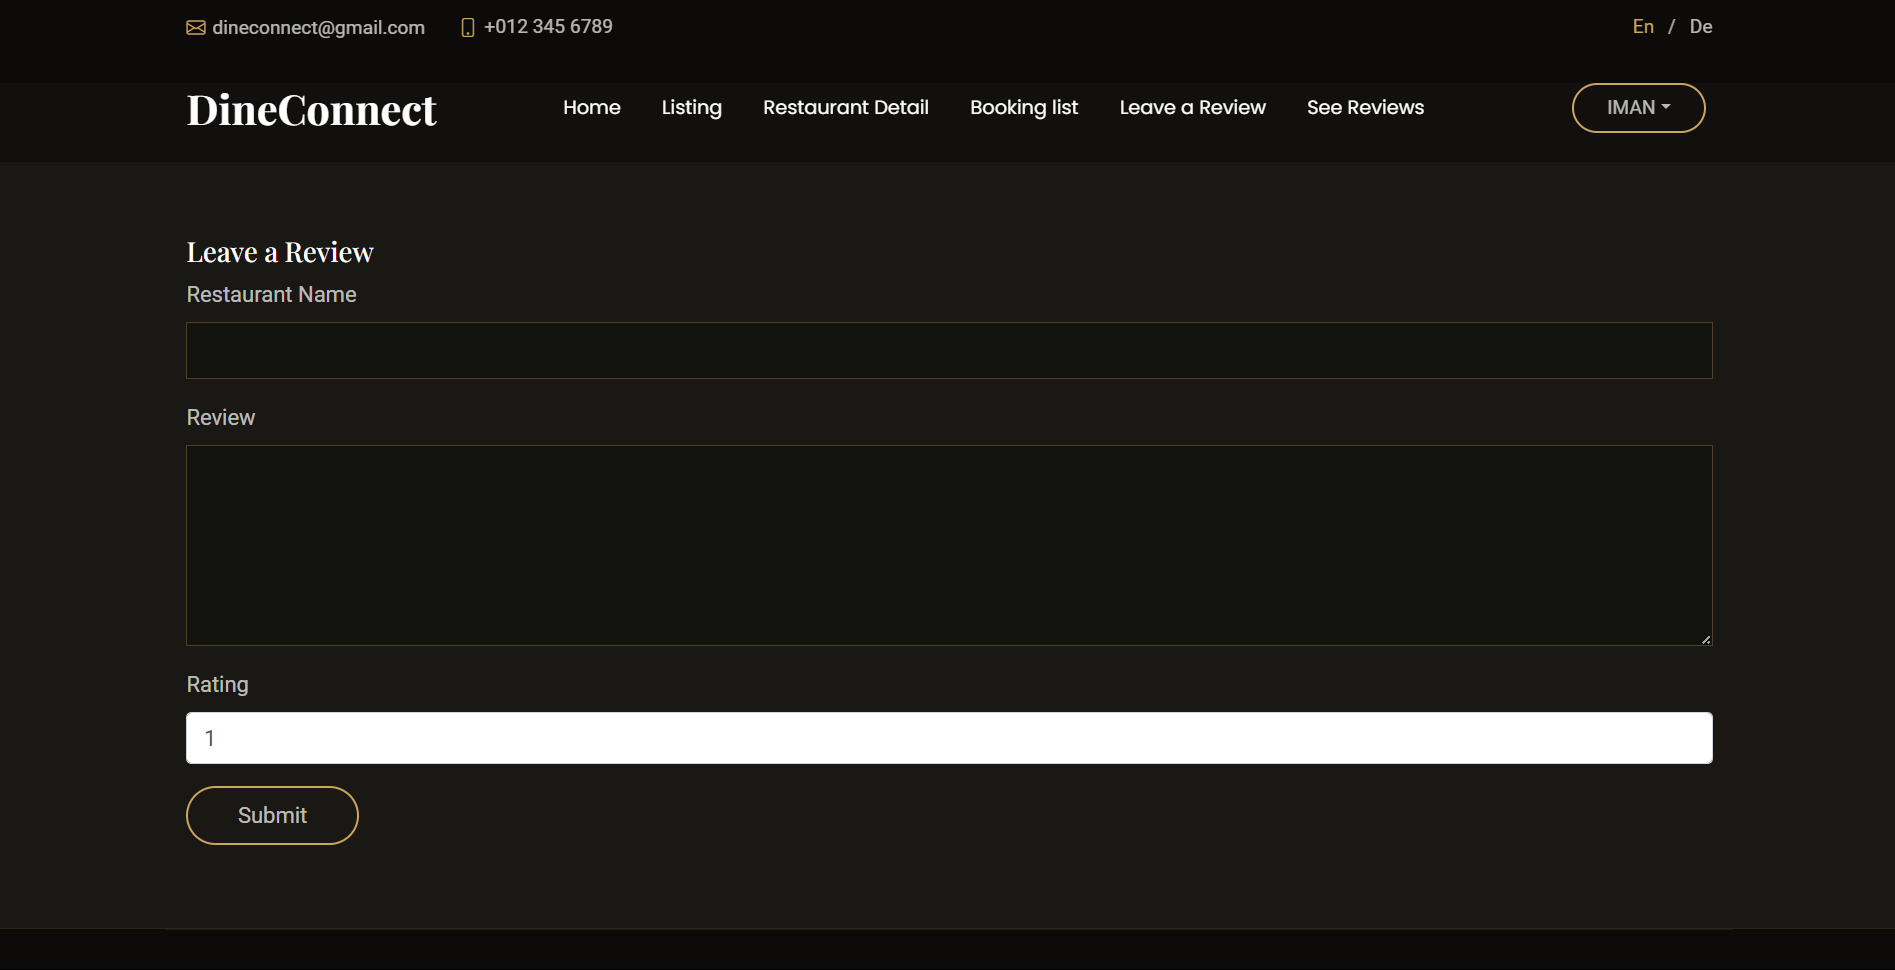 dineconnect@gmail.com +012 345 6789 En / De
DineConnect Home Listing Restaurant Detail Booking list Leave a Review See Reviews IMAN
Leave a Review
Restaurant Name
Review
Rating
1
Submit